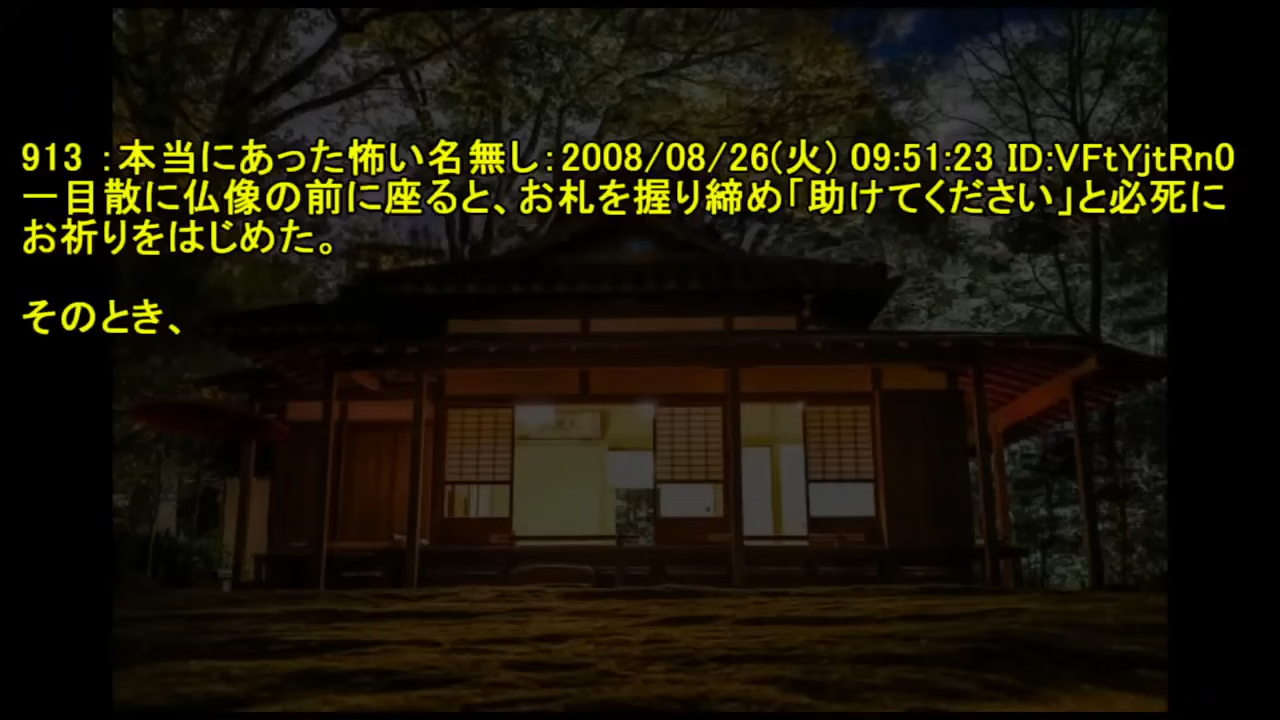 913 ：本当にあった怖い名無し：2008/08/26(火) 09:51:23 ID:VFtYjtRn0
一目散に仏像の前に座ると、お札を握り締め「助けてください」と必死に
お祈りをはじめた。
そのとき、